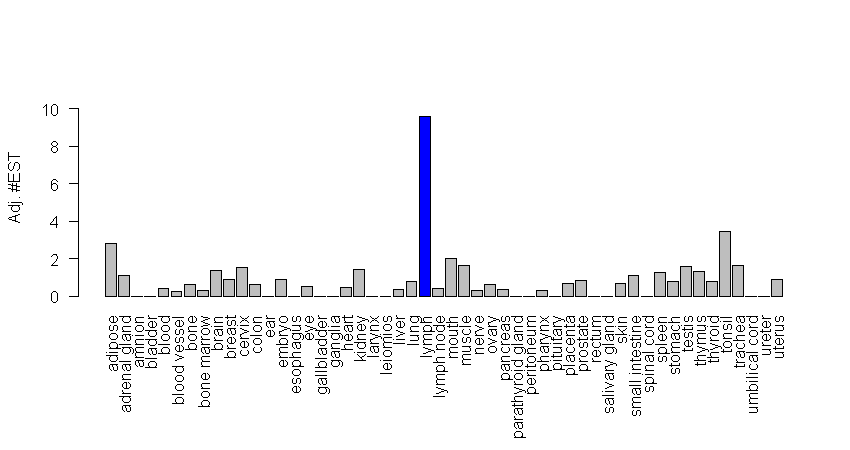 Adj. #EST
10
8
6
4
2
0
adipose
adrenal gland
amnion
bladder
blood
blood vessel
bone
bone marrow
brain
breast
cervix
colon
ear
embryo
esophagus
eye
gallbladder
ganglia
heart
kidney
larynx
leiomios
liver
lung
lymph
lymph node
mouth
muscle
nerve
ovary
pancreas
parathyroid gland
peritoneum
pharynx
pituitary
placenta
prostate
rectum
salivary gland
skin
small intestine
spinal cord
spleen
stomach
testis
thymus
thyroid
tonsil
trachea
umbilical cord
ureter
uterus